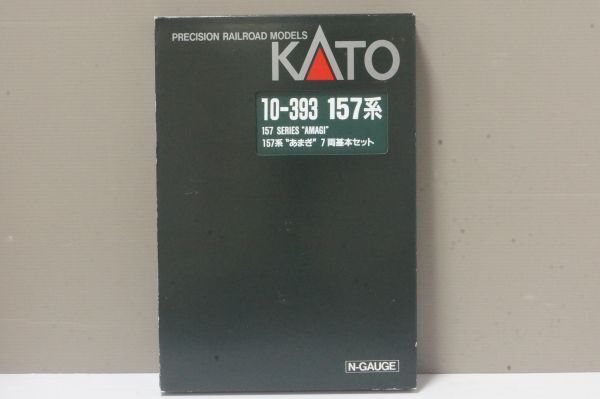 PRECISION RAILROAD MODELS
KATO
10-393 157系
157 SERIES "AMAGI"
157系 "あまぎ" 7両基本セット
N-GAUGE